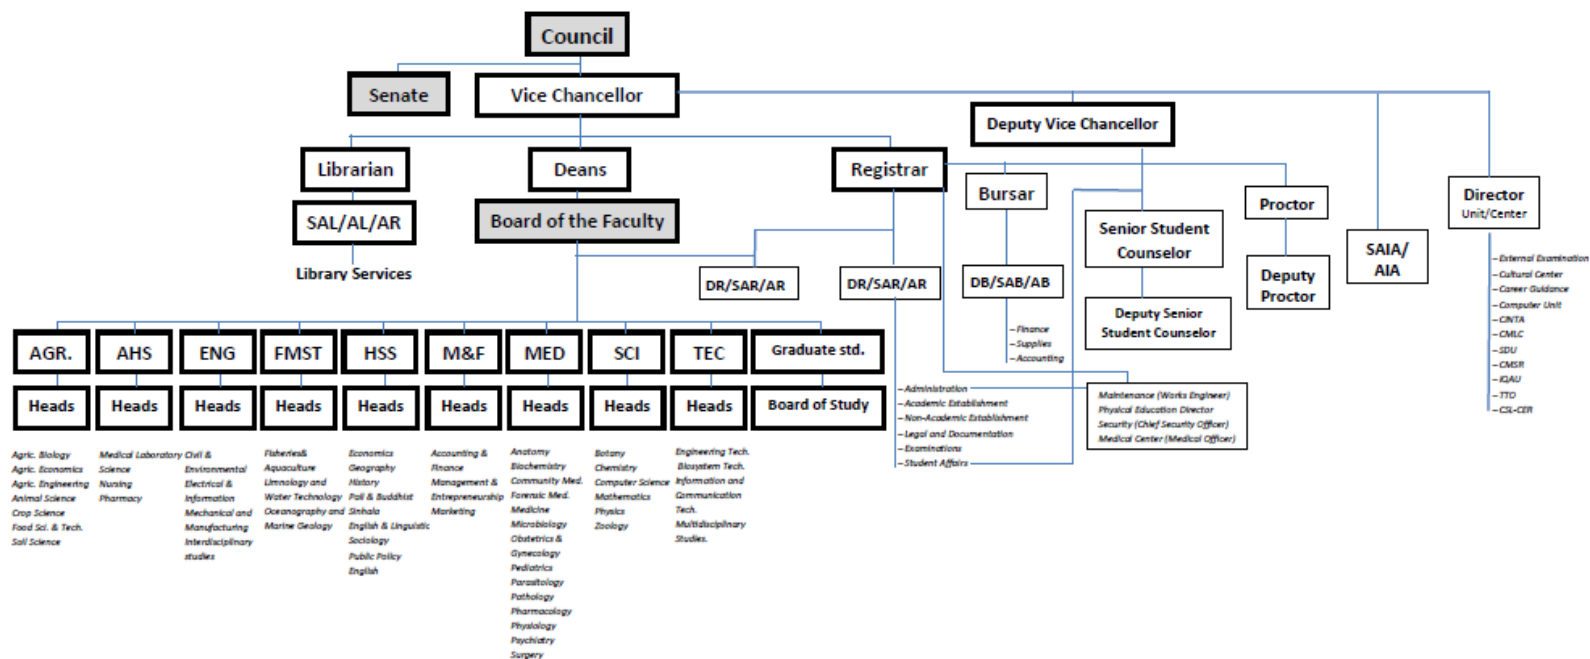 Council
Senate
Vice Chancellor
Deputy Vice Chancellor
Librarian
Deans
Registrar
Bursar
Proctor
Director
Unit/Center
SAL/AL/AR
Board of the Faculty
Senior Student
Counselor
SAIA/
AIA
Library Services
DR/SAR/AR
DR/SAR/AR
DB/SAB/AB
Deputy
Proctor
Deputy Senior
Student Counselor
– External Examination
– Cultural Center
– Career Guidance
– Computer Unit
– CINTA
– CMLC
– SDU
– CMSR
– IQAU
– TTO
– CSL-CER
– Finance
– Supplies
– Accounting
AGR.
AHS
ENG
FMST
HSS
M&F
MED
SCI
TEC
Graduate std.
Heads
Heads
Heads
Heads
Heads
Heads
Heads
Heads
Heads
Board of Study
– Administration
– Academic Establishment
– Non-Academic Establishment
– Legal and Documentation
– Examinations
– Student Affairs
Maintenance (Works Engineer)
Physical Education Director
Security (Chief Security Officer)
Medical Center (Medical Officer)
Agric. Biology
Agric. Economics
Agric. Engineering
Animal Science
Crop Science
Food Sci. & Tech.
Soil Science
Medical Laboratory
Science
Nursing
Pharmacy
Civil &
Environmental
Electrical &
Information
Mechanical and
Manufacturing
Interdisciplinary
studies
Fisheries&
Aquaculture
Limnology and
Water Technology
Oceanography and
Marine Geology
Economics
Geography
History
Pali & Buddhist
Sinhala
English & Linguistic
Sociology
Public Policy
English
Accounting &
Finance
Management &
Entrepreneurship
Marketing
Anatomy
Biochemistry
Community Med.
Forensic Med.
Medicine
Microbiology
Obstetrics &
Gynecology
Pediatrics
Parasitology
Pathology
Pharmacology
Physiology
Psychiatry
Surgery
Botany
Chemistry
Computer Science
Mathematics
Physics
Zoology
Engineering Tech.
Biosystem Tech.
Information and
Communication
Tech.
Multidisciplinary
Studies.